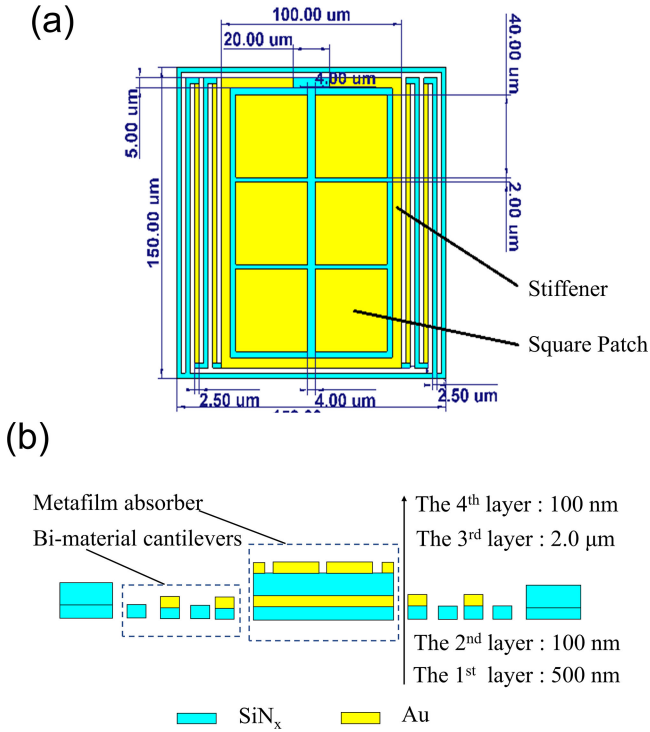 (a)
100.00 um
20.00 um
4.00 um
40.00 um
5.00 um
150.00 um
2.00 um
Stiffener
Square Patch
2.50 um
4.00 um
2.50 um
(b)
Metafilm absorber
Bi-material cantilevers
The 4th layer : 100 nm
The 3rd layer : 2.0 μm
The 2nd layer : 100 nm
The 1st layer : 500 nm
SiNx
Au